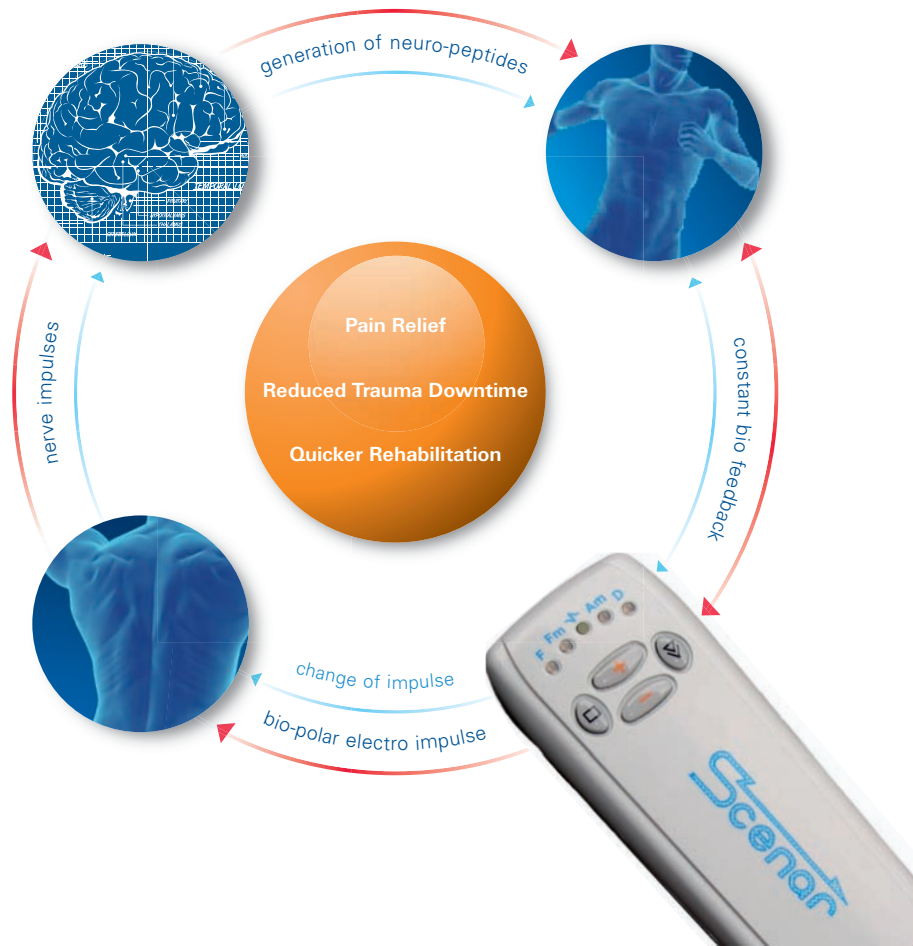 generation of neuro-peptides
nerve impulses
Pain Relief
Reduced Trauma Downtime
Quicker Rehabilitation
constant bio feedback
change of impulse
bio-polar electro impulse
F Fm Am D
Scenar